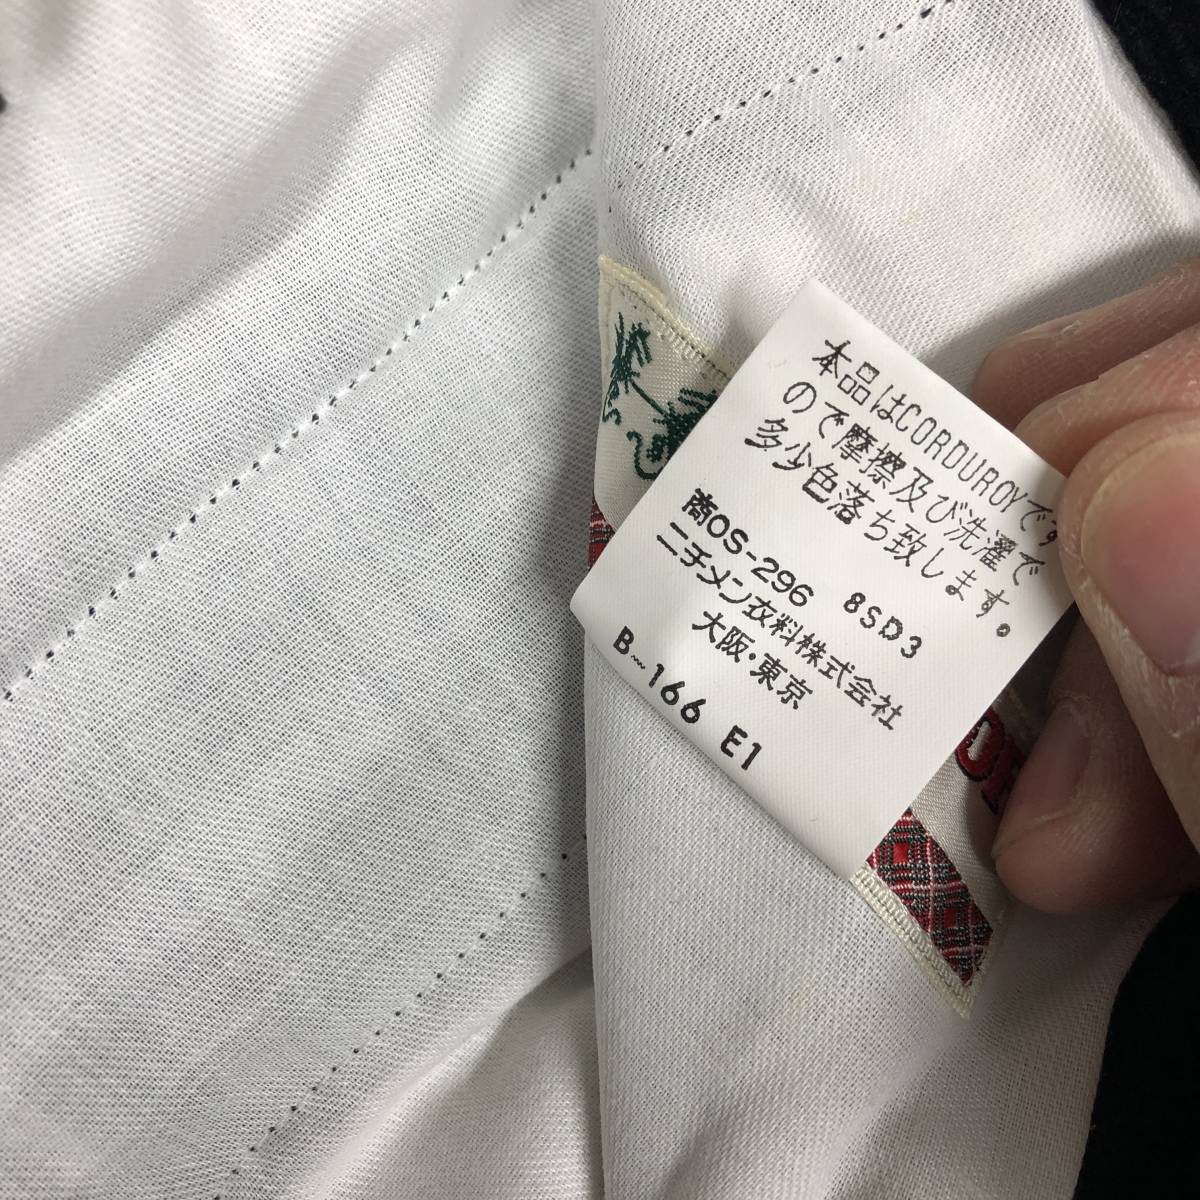 本品はCORDUROYです
ので摩擦及び洗濯で
多少色落ち致します。
商OS-296 8SD3
ニチメン衣料株式会社
大阪・東京
B-166 E1